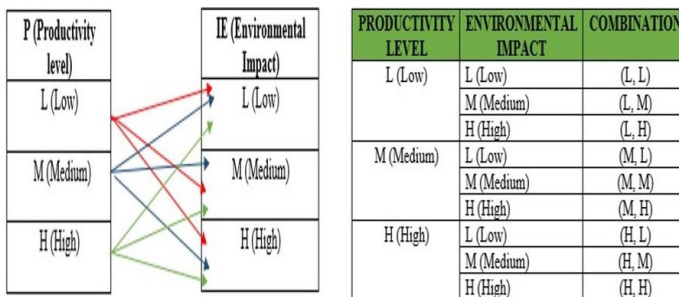 P (Productivity
level)
L (Low)
M (Medium)
H (High)
IE (Environmental
Impact)
L (Low)
M (Medium)
H (High)
PRODUCTIVITY LEVEL ENVIRONMENTAL IMPACT COMBINATION
L (Low) L (Low) (L, L)
M (Medium) (L, M)
H (High) (L, H)
M (Medium) L (Low) (M, L)
M (Medium) (M, M)
H (High) (M, H)
H (High) L (Low) (H, L)
M (Medium) (H, M)
H (High) (H, H)